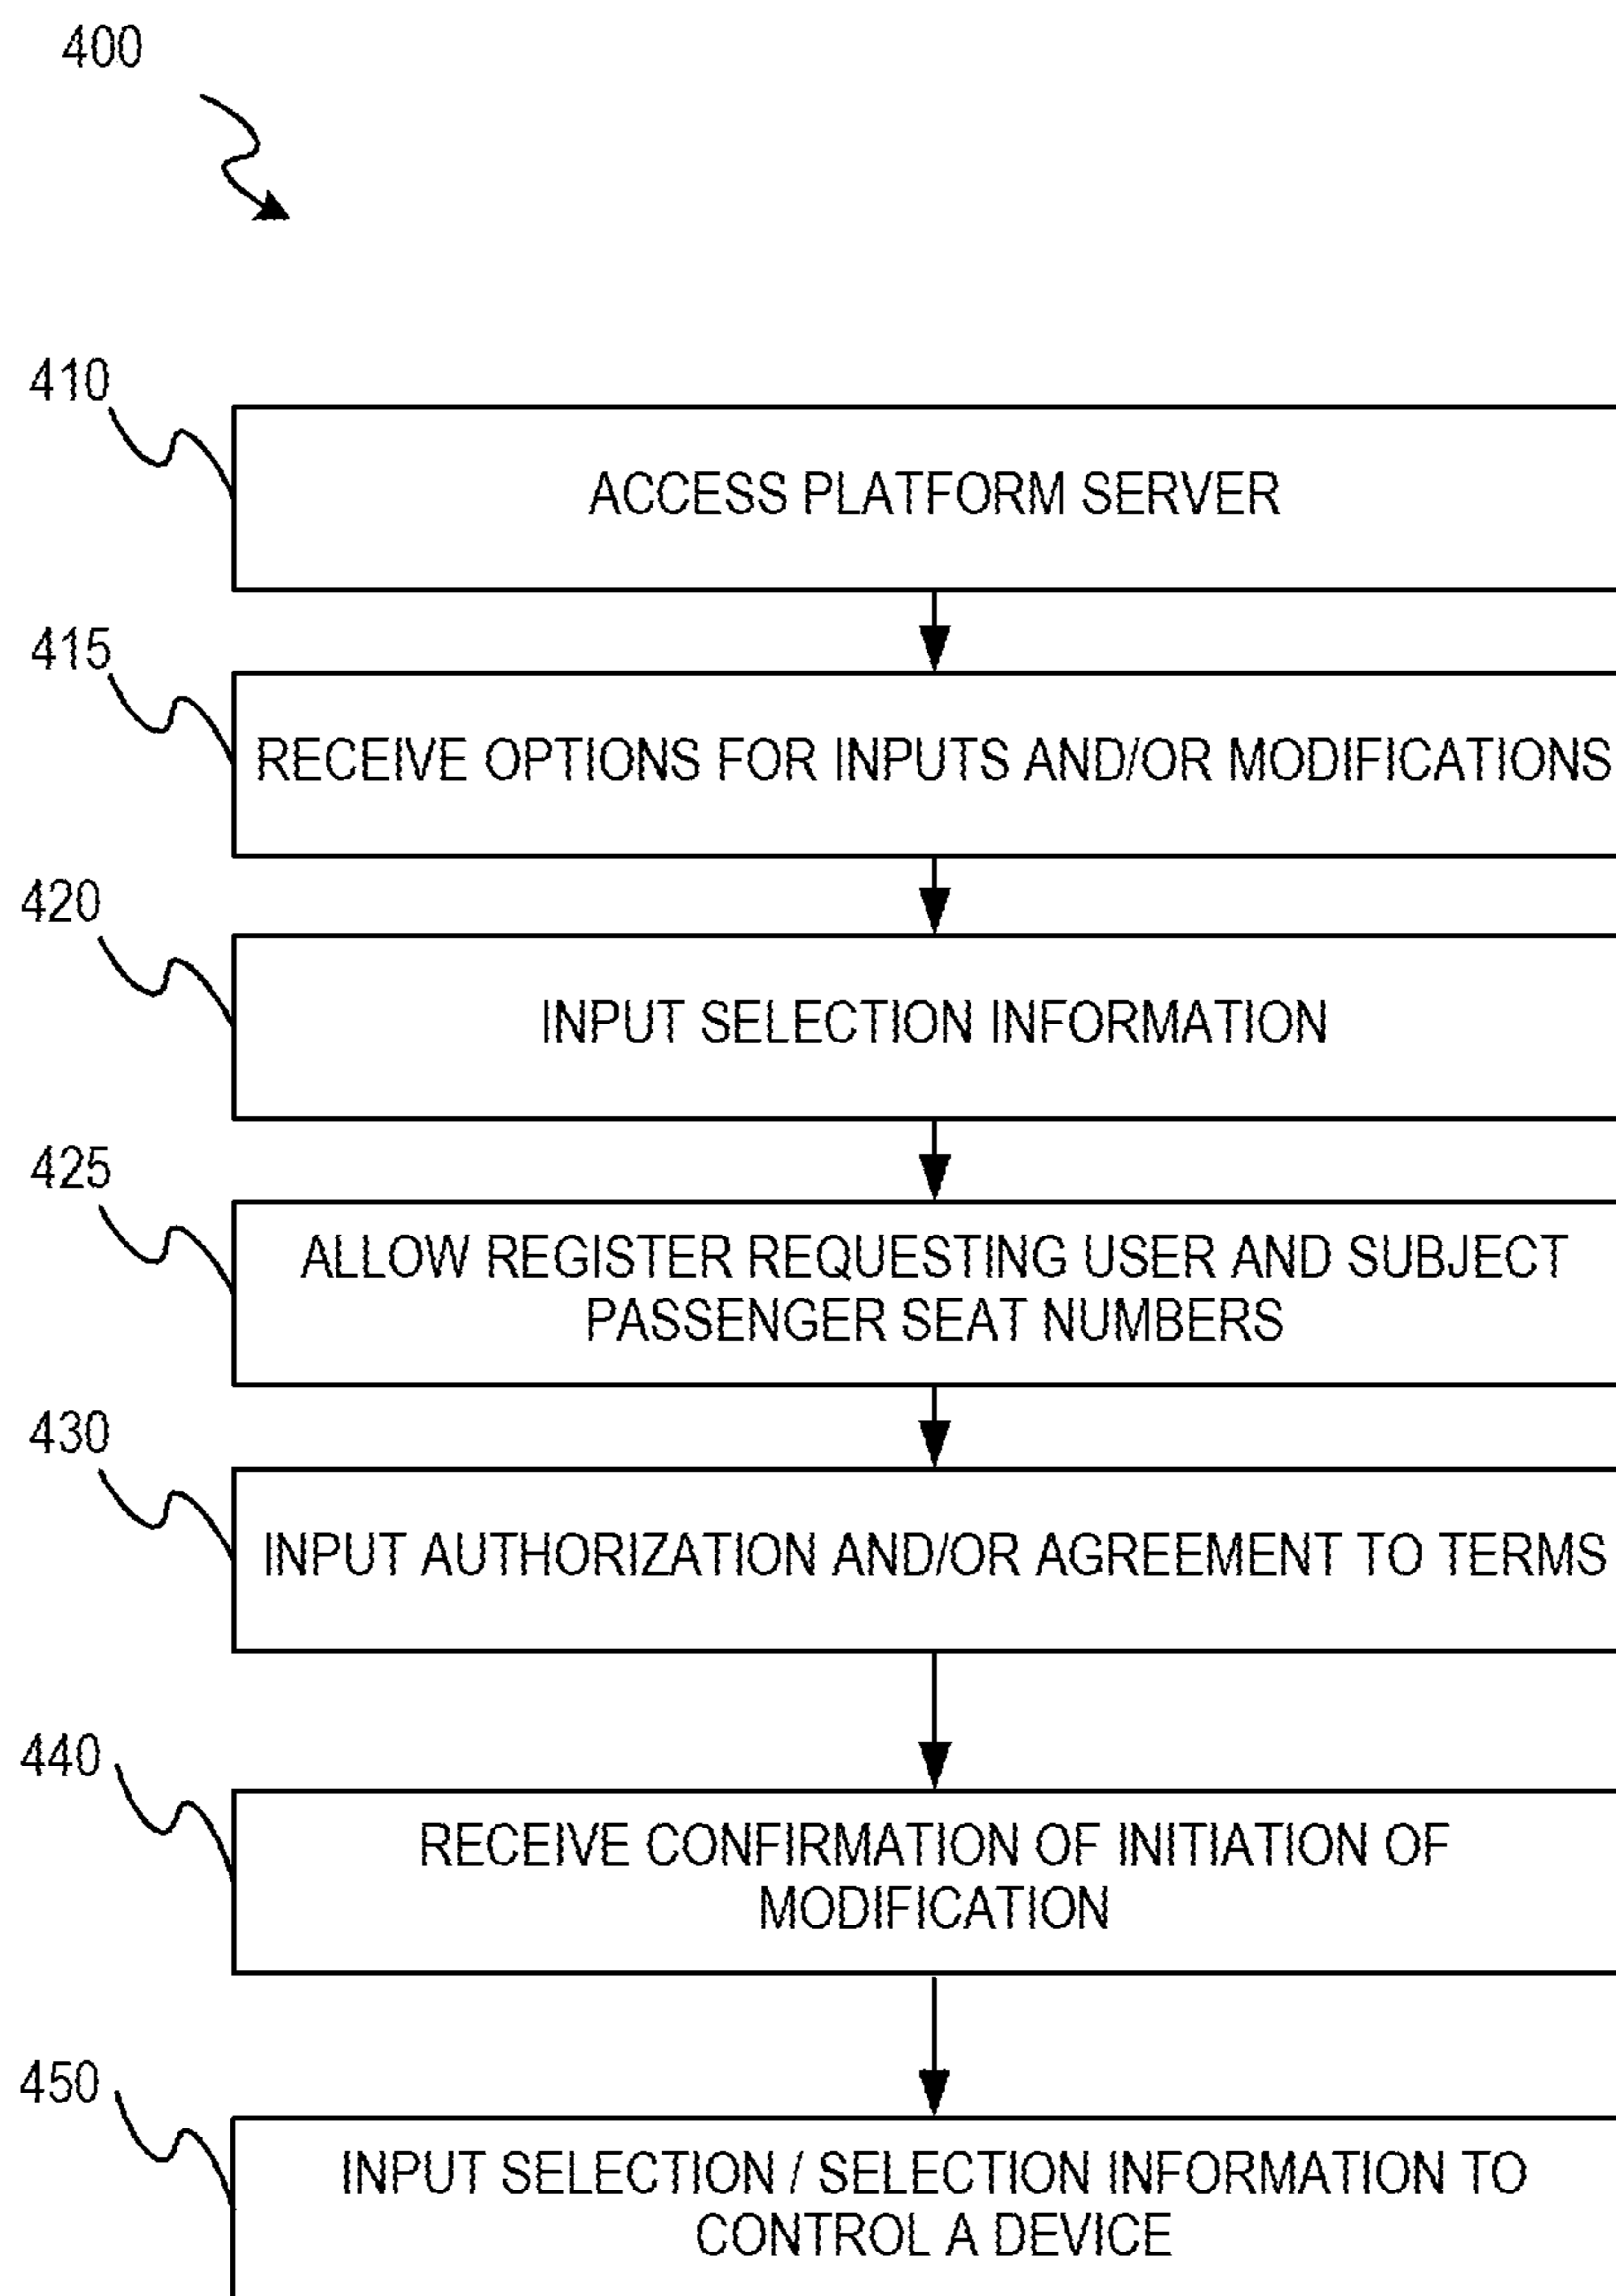 400
410
ACCESS PLATFORM SERVER
415
RECEIVE OPTIONS FOR INPUTS AND/OR MODIFICATIONS
420
INPUT SELECTION INFORMATION
425
ALLOW REGISTER REQUESTING USER AND SUBJECT
PASSENGER SEAT NUMBERS
430
INPUT AUTHORIZATION AND/OR AGREEMENT TO TERMS
440
RECEIVE CONFIRMATION OF INITIATION OF
MODIFICATION
450
INPUT SELECTION / SELECTION INFORMATION TO
CONTROL A DEVICE